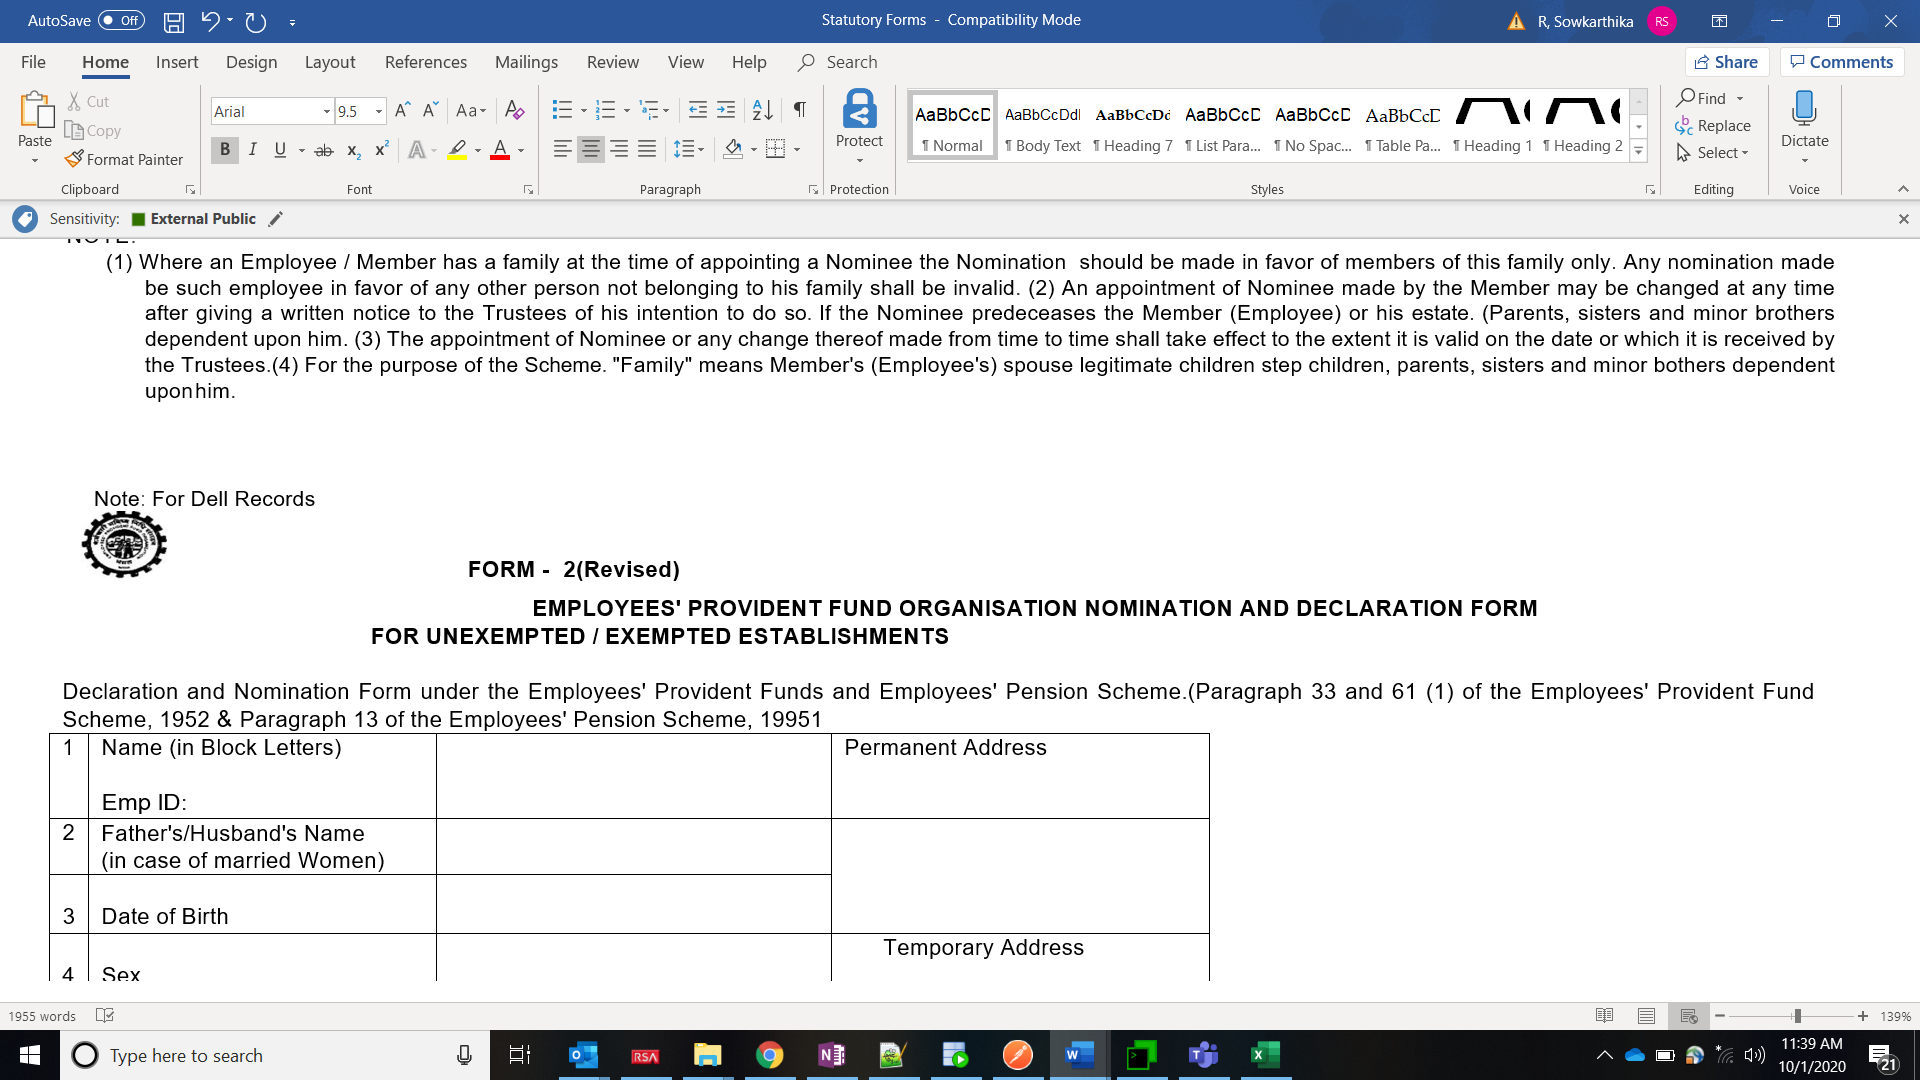 AutoSave Off Statutory Forms - Compatibility Mode R, Sowkarthika RS
File Home Insert Design Layout References Mailings Review View Help Search Share Comments
Paste Cut Copy Format Painter Clipboard
Arial 9.5 Aa B I U ab x2 x2 A A Font
Paragraph
Protect Protection
AaBbCcD AaBbCcDdI AaBbCcDd AaBbCcD AaBbCcD AaBbCcD
¶ Normal ¶ Body Text ¶ Heading 7 ¶ List Para... ¶ No Spac... ¶ Table Pa... ¶ Heading 1 ¶ Heading 2
Styles
Find Replace Select Editing
Dictate Voice
Sensitivity: External Public
NOTE:
(1) Where an Employee / Member has a family at the time of appointing a Nominee the Nomination should be made in favor of members of this family only. Any nomination made
be such employee in favor of any other person not belonging to his family shall be invalid. (2) An appointment of Nominee made by the Member may be changed at any time
after giving a written notice to the Trustees of his intention to do so. If the Nominee predeceases the Member (Employee) or his estate. (Parents, sisters and minor brothers
dependent upon him. (3) The appointment of Nominee or any change thereof made from time to time shall take effect to the extent it is valid on the date or which it is received by
the Trustees.(4) For the purpose of the Scheme. "Family" means Member's (Employee's) spouse legitimate children step children, parents, sisters and minor bothers dependent
upon him.
Note: For Dell Records
FORM - 2(Revised)
EMPLOYEES' PROVIDENT FUND ORGANISATION NOMINATION AND DECLARATION FORM
FOR UNEXEMPTED / EXEMPTED ESTABLISHMENTS
Declaration and Nomination Form under the Employees' Provident Funds and Employees' Pension Scheme.(Paragraph 33 and 61 (1) of the Employees' Provident Fund
Scheme, 1952 & Paragraph 13 of the Employees' Pension Scheme, 19951
1 Name (in Block Letters) Permanent Address
Emp ID:
2 Father's/Husband's Name
(in case of married Women)
3 Date of Birth
Temporary Address
4 Sex
1955 words 139%
Type here to search RSA 11:39 AM
10/1/2020 21